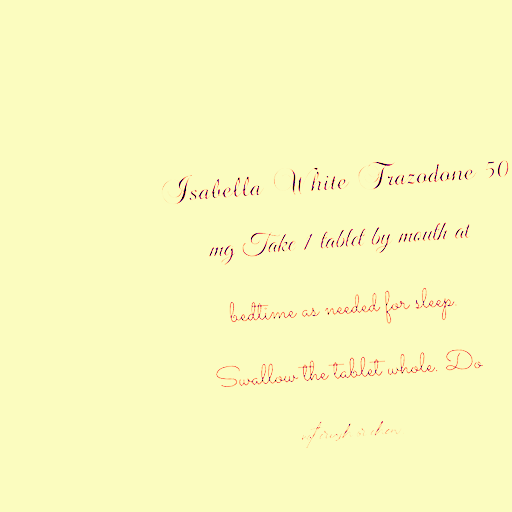 Isabella White Trazodone 50
mg Take 1 tablet by mouth at
bedtime as needed for sleep.
Swallow the tablet whole. Do